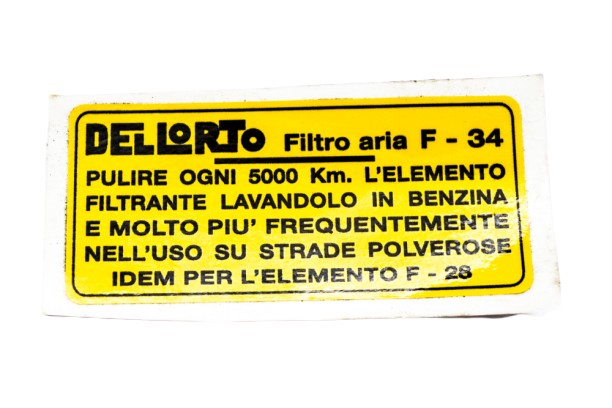 DELLORTO Filtro aria F - 34
PULIRE OGNI 5000 Km. L'ELEMENTO
FILTRANTE LAVANDOLO IN BENZINA
E MOLTO PIU' FREQUENTEMENTE
NELL'USO SU STRADE POLVEROSE
IDEM PER L'ELEMENTO F - 28